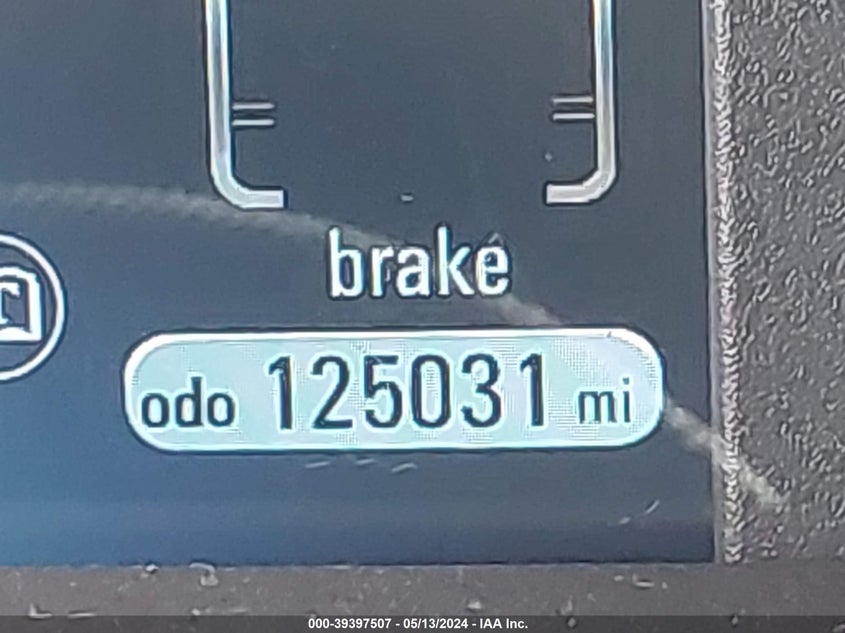 brake
odo 125031 mi
000-39397507 - 05/13/2024 - IAA Inc.